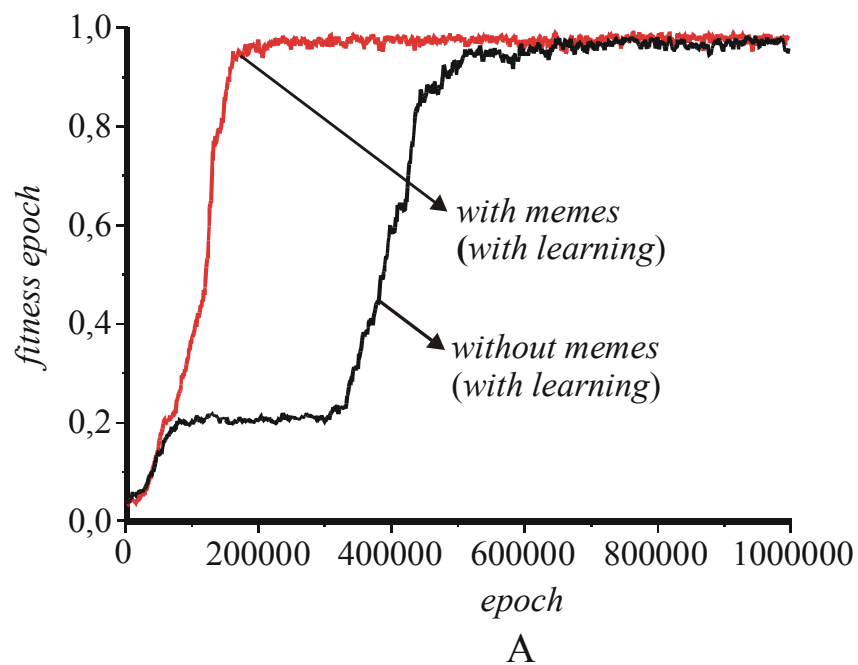 1,0
0,8
0,6
0,4
0,2
0,0
fitness epoch
with memes
(with learning)
without memes
(with learning)
0 200000 400000 600000 800000 1000000
epoch
A